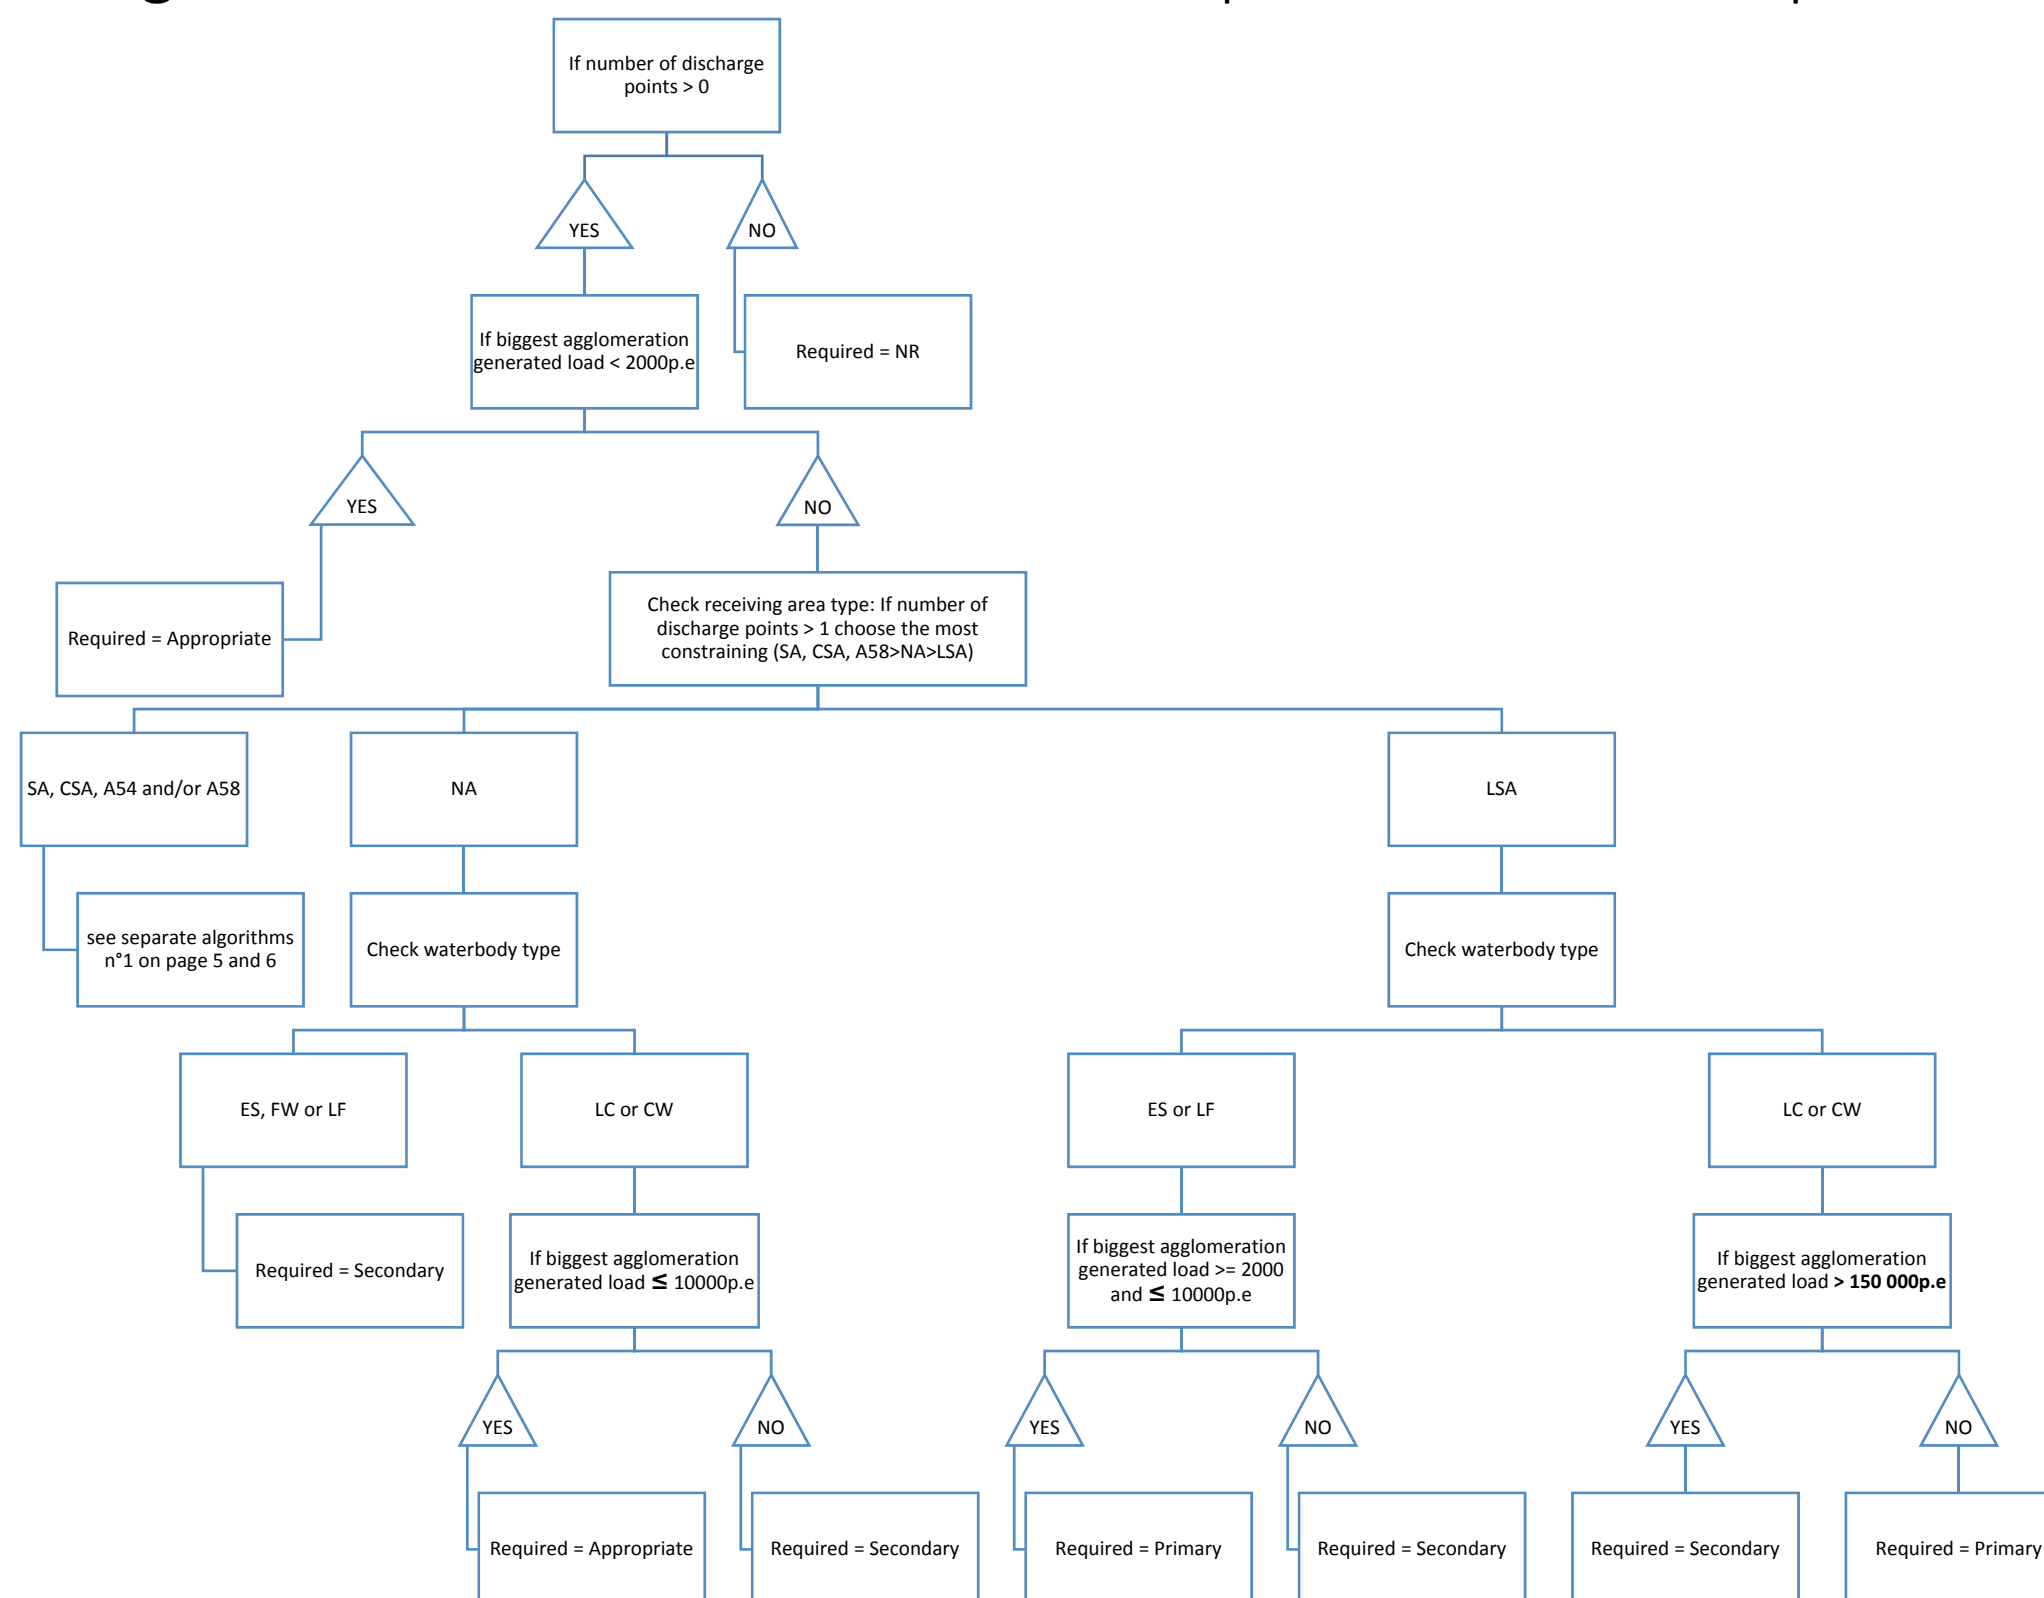 If number of discharge
points > 0
YES
NO
If biggest agglomeration
generated load < 2000p.e
Required = NR
YES
NO
Required = Appropriate
Check receiving area type: If number of
discharge points > 1 choose the most
constraining (SA, CSA, A58>NA>LSA)
SA, CSA, A54 and/or A58
NA
LSA
see separate algorithms
n°1 on page 5 and 6
Check waterbody type
Check waterbody type
ES, FW or LF
LC or CW
ES or LF
LC or CW
Required = Secondary
If biggest agglomeration
generated load ≤ 10000p.e
If biggest agglomeration
generated load >= 2000
and ≤ 10000p.e
If biggest agglomeration
generated load > 150 000p.e
YES
NO
YES
NO
YES
NO
Required = Appropriate
Required = Secondary
Required = Primary
Required = Secondary
Required = Secondary
Required = Primary